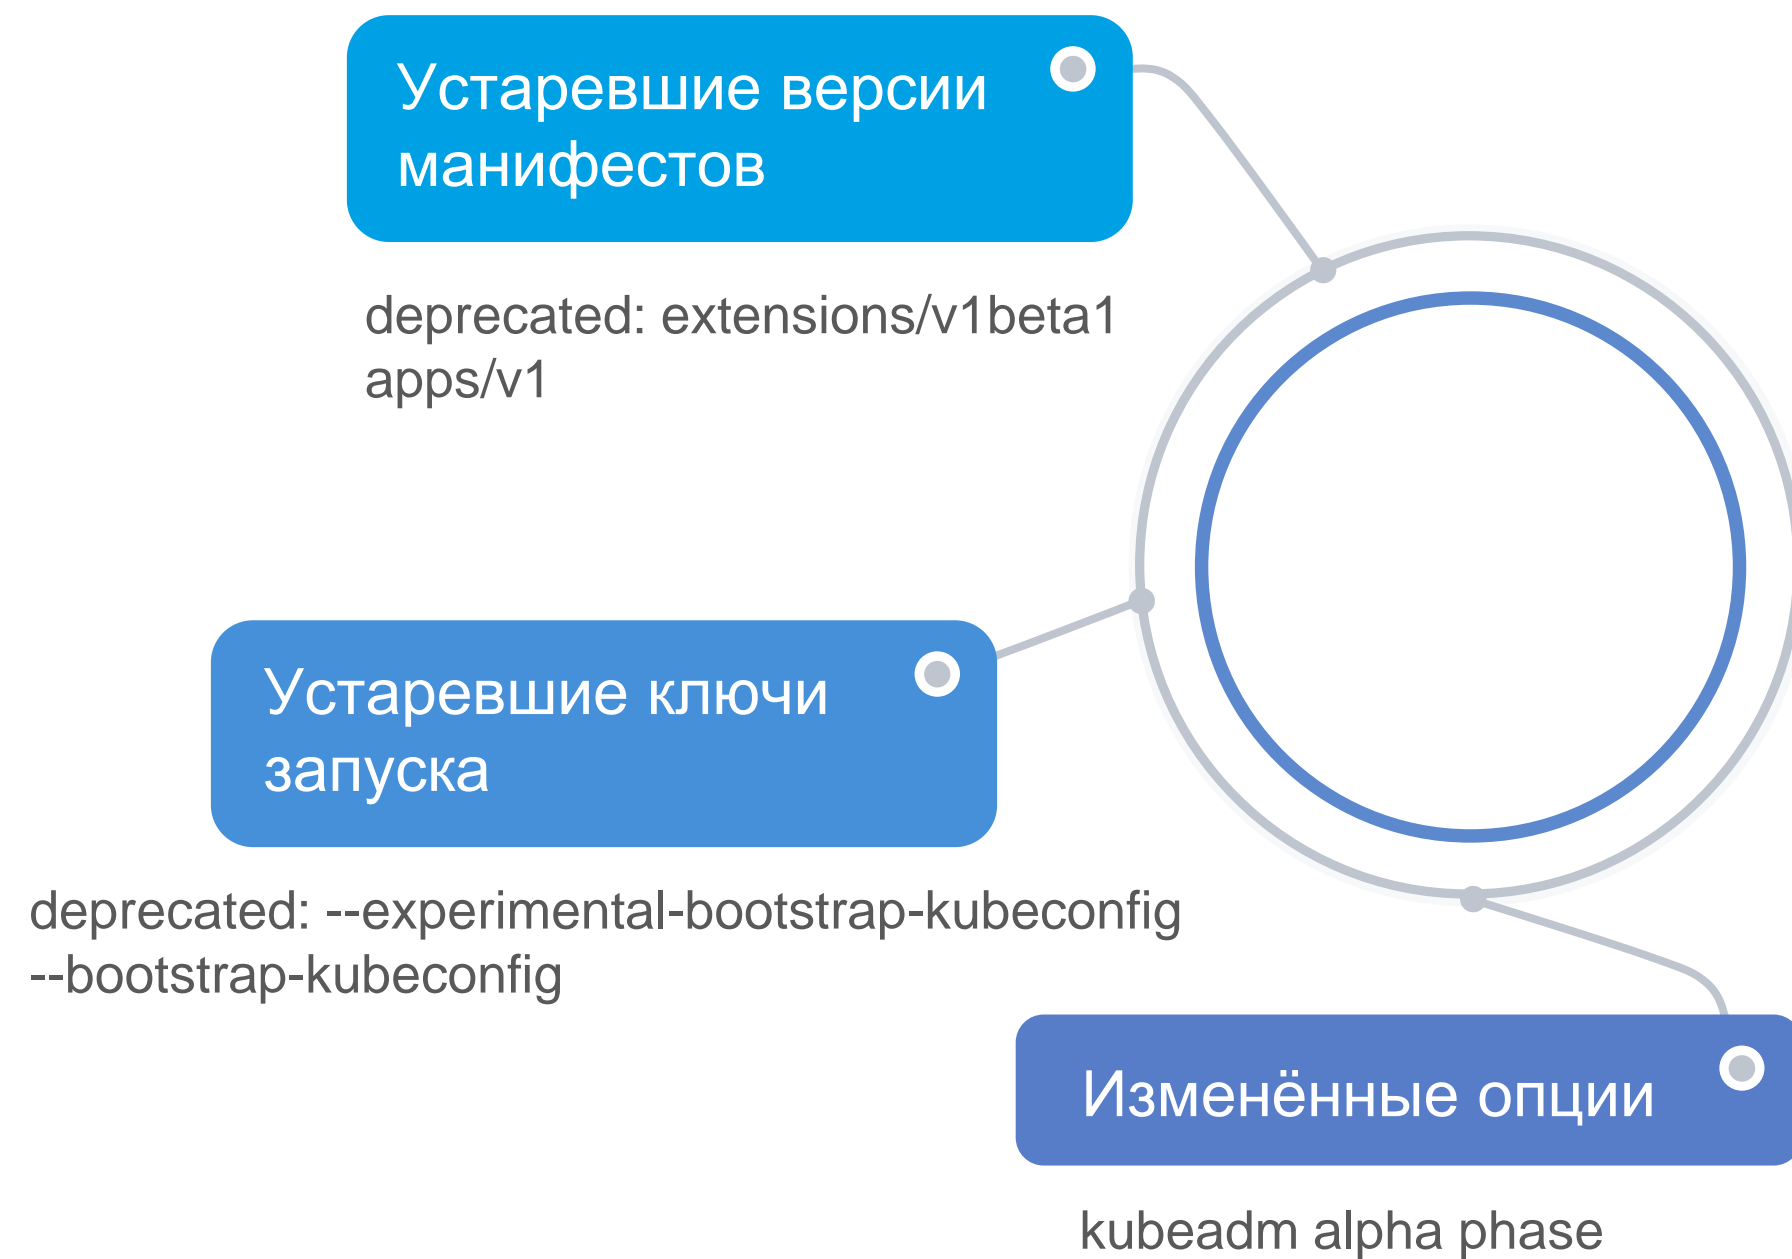 Устаревшие версии
манифестов
deprecated: extensions/v1beta1
apps/v1
Устаревшие ключи
запуска
deprecated: --experimental-bootstrap-kubeconfig
--bootstrap-kubeconfig
Изменённые опции
kubeadm alpha phase